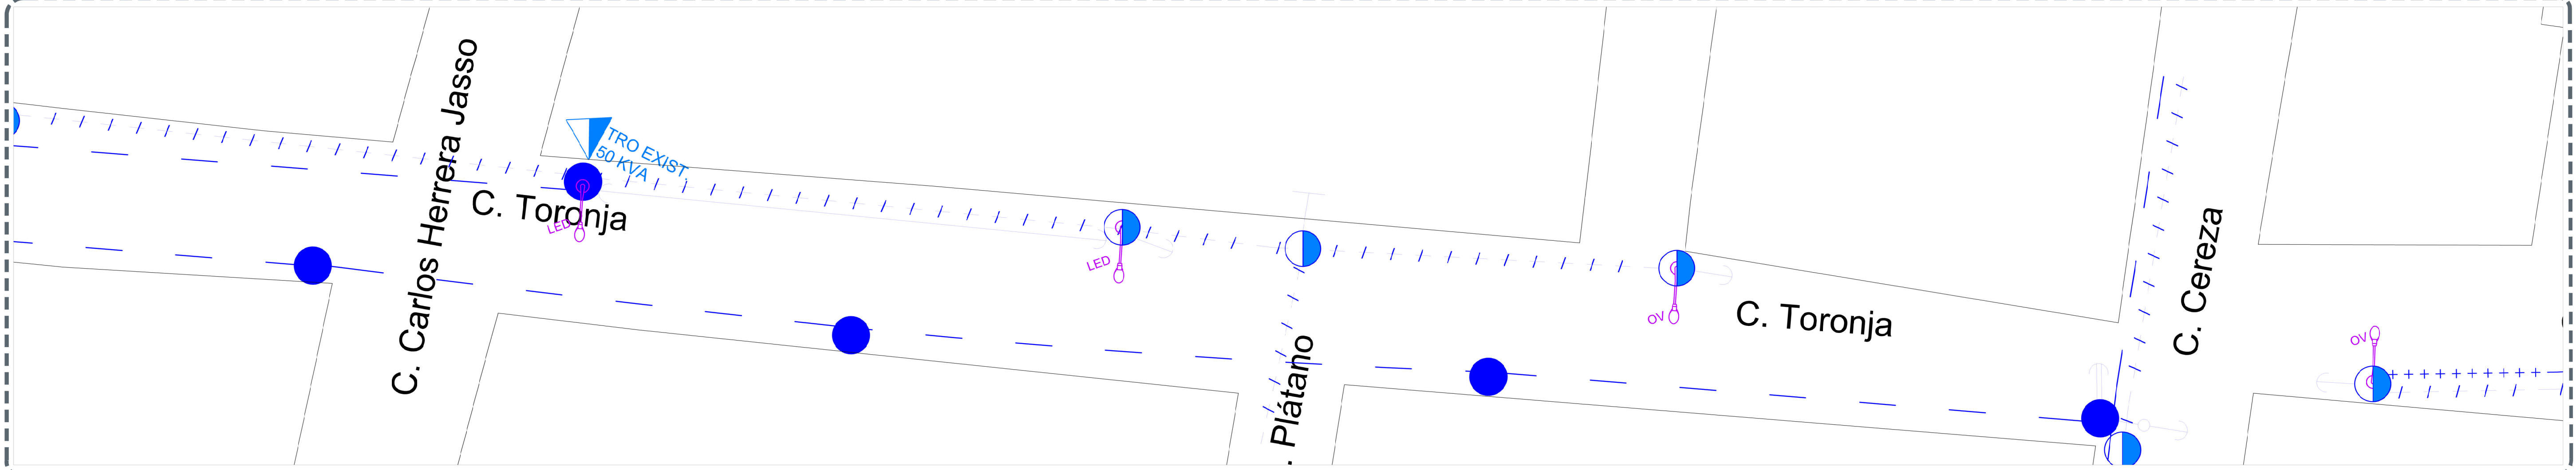 C. Carlos Herrera Jasso
TRO EXIST.
50 KVA
C. Toronja
LED
LED
. Plátano
OV
C. Toronja
C. Cereza
OV